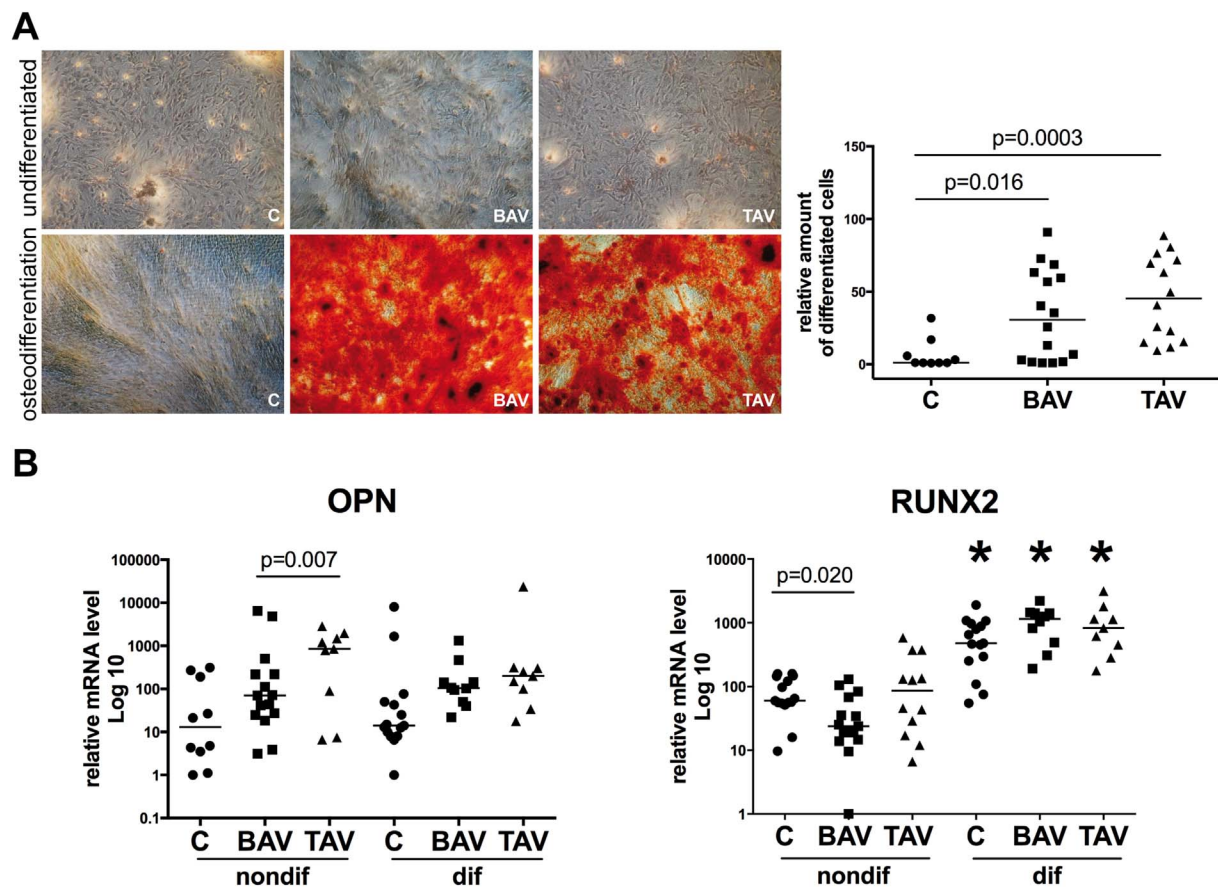 A
undifferentiated
osteodifferentiation
C
BAV
TAV
C
BAV
TAV
relative amount
of differentiated cells
150
100
50
0
p=0.0003
p=0.016
C BAV TAV
B
OPN
relative mRNA level
Log 10
100000
10000
1000
100
10
1
0.1
p=0.007
C BAV TAV C BAV TAV
nondif dif
RUNX2
relative mRNA level
Log 10
10000
1000
100
10
1
p=0.020
* * *
C BAV TAV C BAV TAV
nondif dif